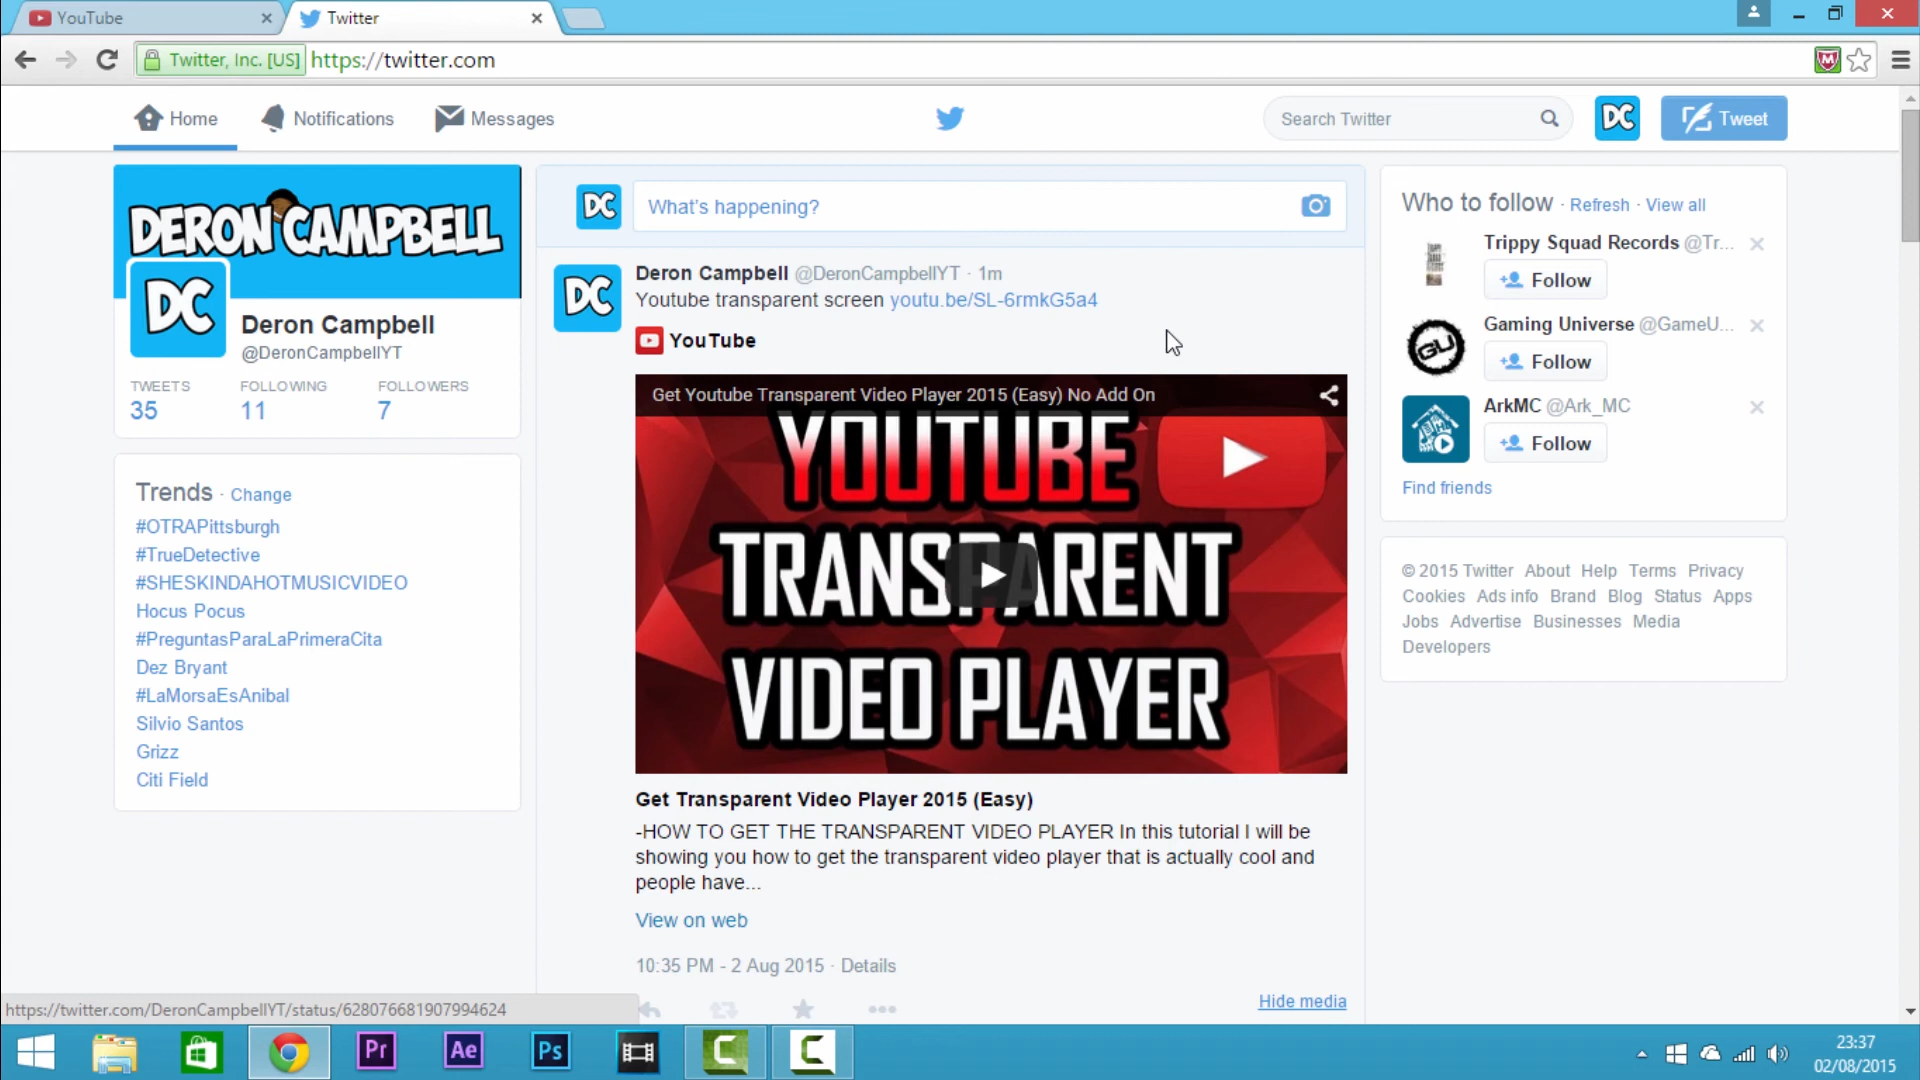 YouTube
Twitter
Twitter, Inc. [US] https://twitter.com
Home
Notifications
Messages
Search Twitter
DC
Tweet
DERON CAMPBELL
DC
Deron Campbell
@DeronCampbellYT
TWEETS FOLLOWING FOLLOWERS
35 11 7
Trends · Change
#OTRAPittsburgh
#TrueDetective
#SHESKINDAHOTMUSICVIDEO
Hocus Pocus
#PreguntasParaLaPrimeraCita
Dez Bryant
#LaMorsaEsAnibal
Silvio Santos
Grizz
Citi Field
DC
What's happening?
DC
Deron Campbell @DeronCampbellYT · 1m
Youtube transparent screen youtu.be/SL-6rmkG5a4
YouTube
Get Youtube Transparent Video Player 2015 (Easy) No Add On
YOUTUBE
TRANSPARENT
VIDEO PLAYER
Get Transparent Video Player 2015 (Easy)
-HOW TO GET THE TRANSPARENT VIDEO PLAYER In this tutorial I will be
showing you how to get the transparent video player that is actually cool and
people have...
View on web
10:35 PM - 2 Aug 2015 · Details
Hide media
Who to follow · Refresh · View all
Trippy Squad Records @Tr...
Follow
GU
Gaming Universe @GameU...
Follow
ArkMC @Ark_MC
Follow
Find friends
© 2015 Twitter About Help Terms Privacy
Cookies Ads info Brand Blog Status Apps
Jobs Advertise Businesses Media
Developers
https://twitter.com/DeronCampbellYT/status/628076681907994624
Pr
Ae
Ps
C
C
23:37
02/08/2015